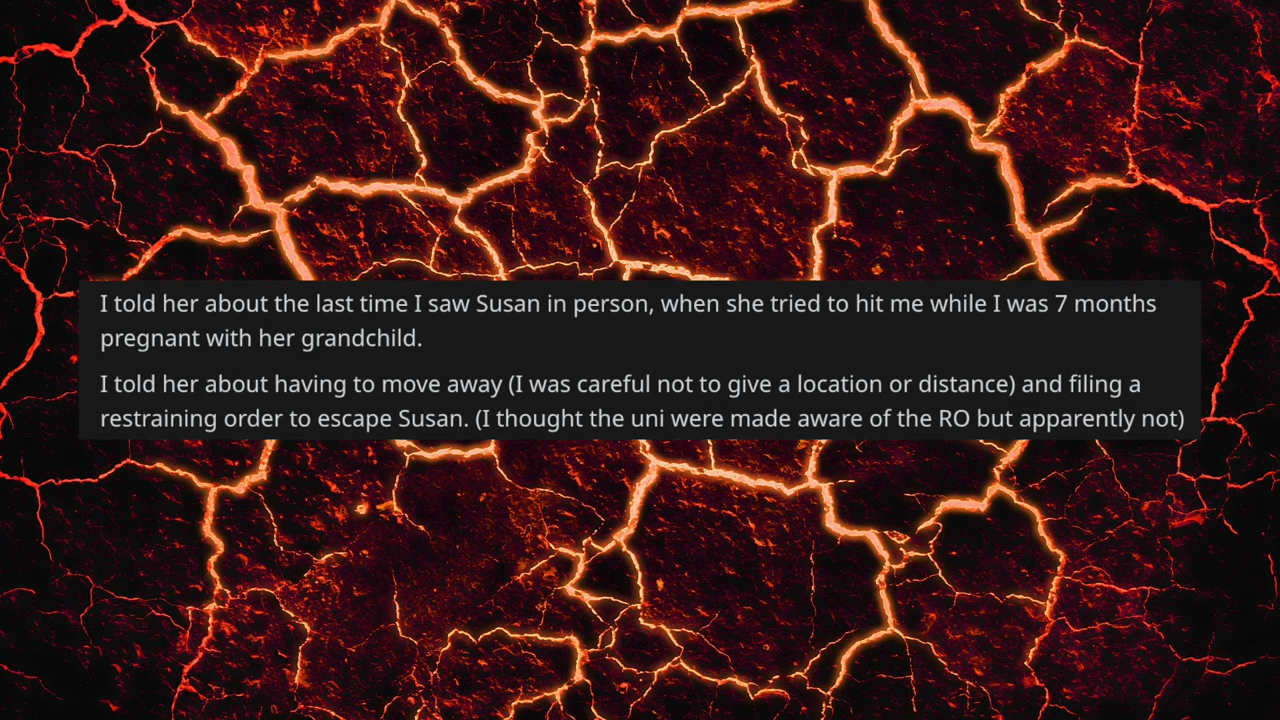 I told her about the last time I saw Susan in person, when she tried to hit me while I was 7 months
pregnant with her grandchild.
I told her about having to move away (I was careful not to give a location or distance) and filing a
restraining order to escape Susan. (I thought the uni were made aware of the RO but apparently not)